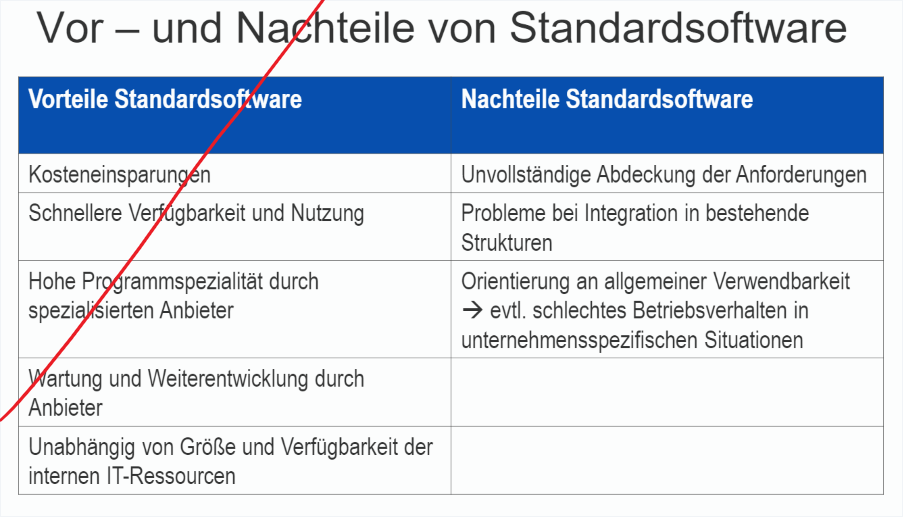 Vor – und Nachteile von Standardsoftware
Vorteile Standardsoftware
Nachteile Standardsoftware
Kosteneinsparungen
Unvollständige Abdeckung der Anforderungen
Schnellere Verfügbarkeit und Nutzung
Probleme bei Integration in bestehende
Strukturen
Hohe Programmspezialität durch
spezialisierten Anbieter
Orientierung an allgemeiner Verwendbarkeit
→ evtl. schlechtes Betriebsverhalten in
unternehmensspezifischen Situationen
Wartung und Weiterentwicklung durch
Anbieter
Unabhängig von Größe und Verfügbarkeit der
internen IT-Ressourcen